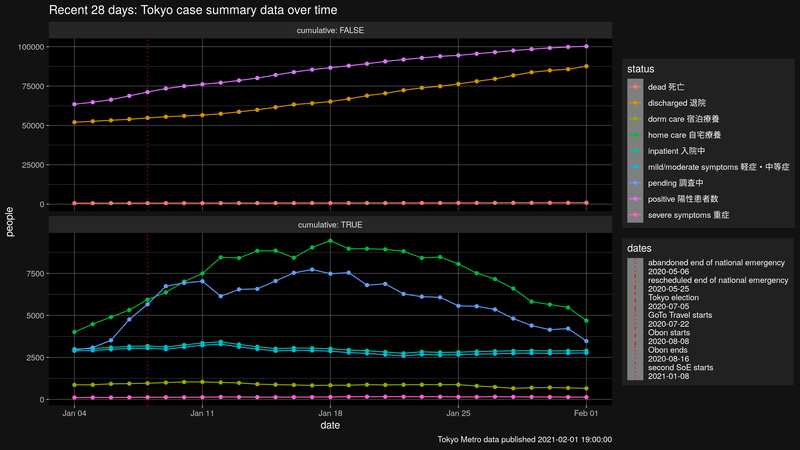 Recent 28 days: Tokyo case summary data over time
cumulative: FALSE
100000
75000
50000
25000
0
cumulative: TRUE
7500
5000
2500
0
people
Jan 04
Jan 11
Jan 18
Jan 25
Feb 01
date
Tokyo Metro data published 2021-02-01 19:00:00
status
dead 死亡
discharged 退院
dorm care 宿泊療養
home care 自宅療養
inpatient 入院中
mild/moderate symptoms 軽症・中等症
pending 調査中
positive 陽性患者数
severe symptoms 重症
dates
abandoned end of national emergency
2020-05-06
rescheduled end of national emergency
2020-05-25
Tokyo election
2020-07-05
GoTo Travel starts
2020-07-22
Obon starts
2020-08-08
Obon ends
2020-08-16
second SoE starts
2021-01-08